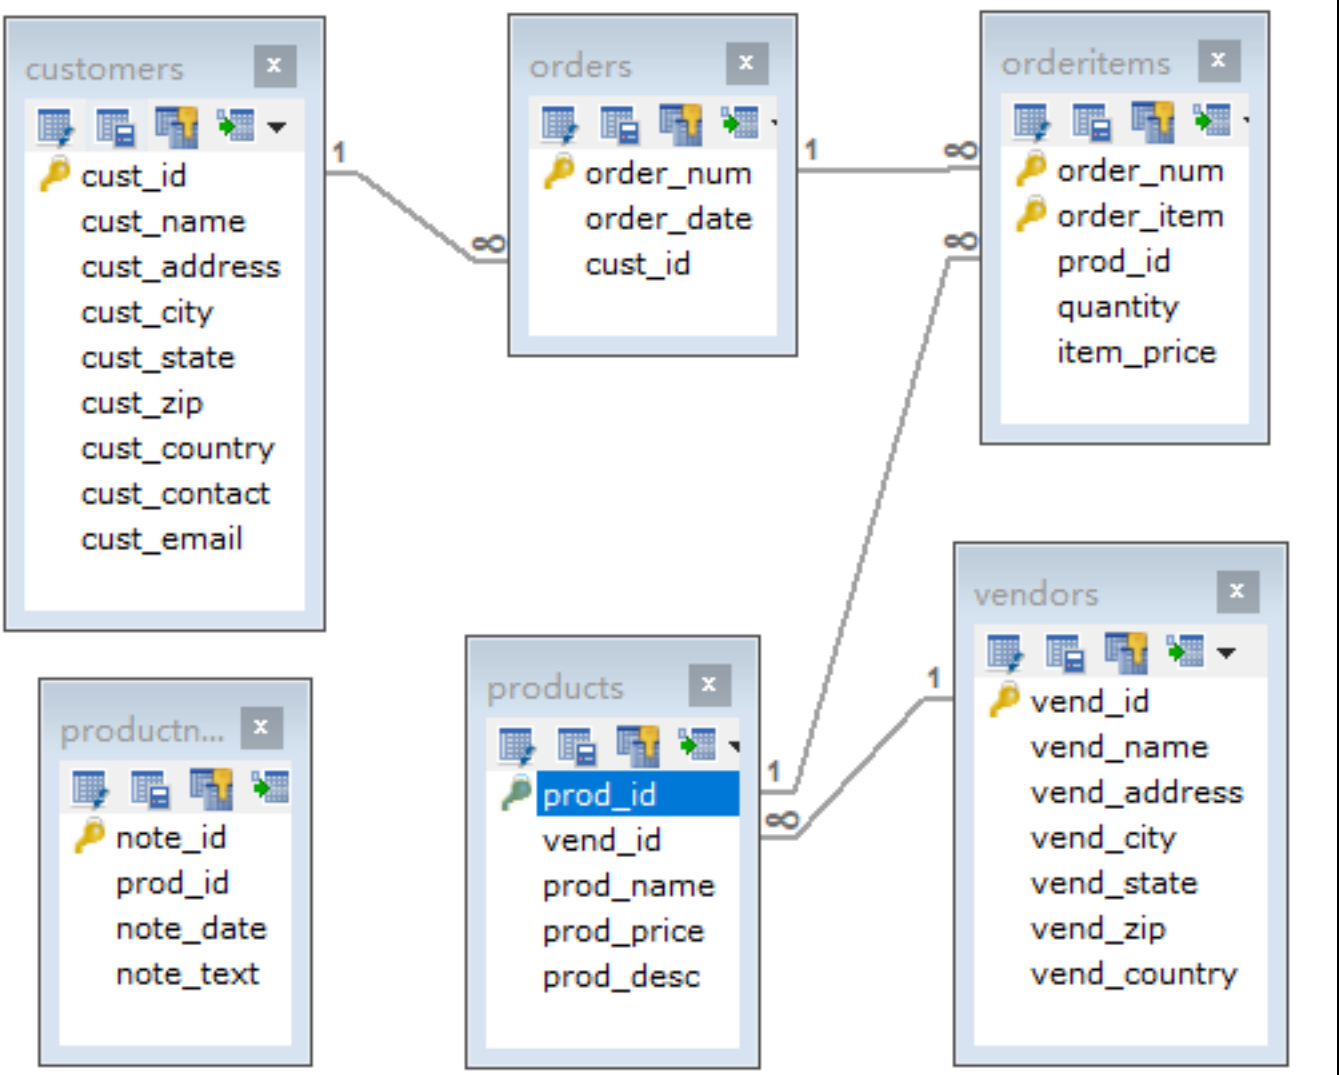 customers
x
cust_id
cust_name
cust_address
cust_city
cust_state
cust_zip
cust_country
cust_contact
cust_email
1
∞
orders
x
order_num
order_date
cust_id
1
∞
orderitems
x
order_num
order_item
prod_id
quantity
item_price
∞
productn...
x
note_id
prod_id
note_date
note_text
products
x
prod_id
vend_id
prod_name
prod_price
prod_desc
1
∞
1
vendors
x
vend_id
vend_name
vend_address
vend_city
vend_state
vend_zip
vend_country